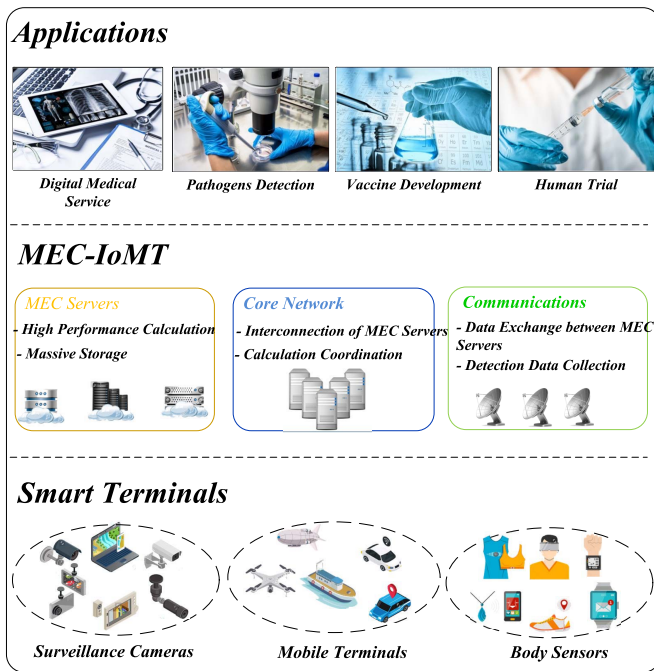 Applications
Digital Medical
Service
Pathogens Detection
Vaccine Development
Human Trial
MEC-IoMT
MEC Servers
- High Performance Calculation
- Massive Storage
Core Network
- Interconnection of MEC Servers
- Calculation Coordination
Communications
- Data Exchange between MEC
Servers
- Detection Data Collection
Smart Terminals
Surveillance Cameras
Mobile Terminals
Body Sensors